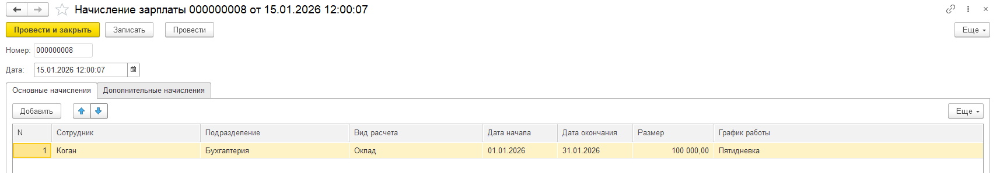 Начисление зарплаты 000000008 от 15.01.2026 12:00:07
Провести и закрыть Записать Провести Еще
Номер: 000000008
Дата: 15.01.2026 12:00:07
Основные начисления Дополнительные начисления
Добавить Еще
N Сотрудник Подразделение Вид расчета Дата начала Дата окончания Размер График работы
1 Коган Бухгалтерия Оклад 01.01.2026 31.01.2026 100 000,00 Пятидневка